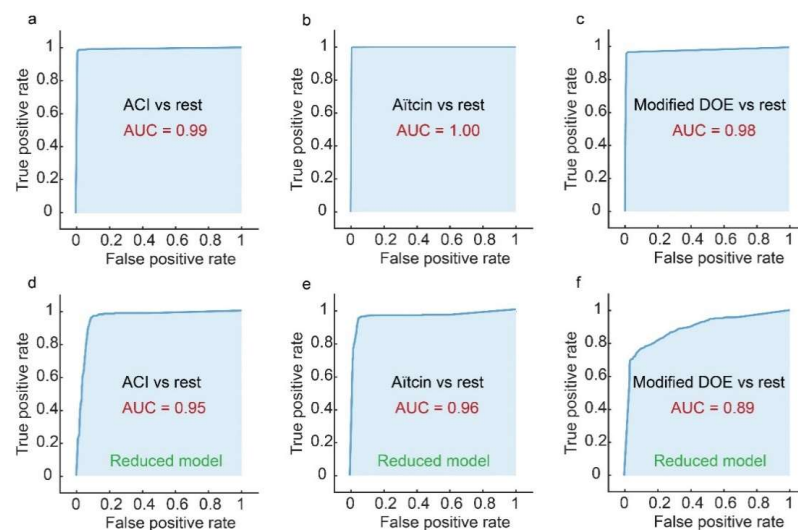 a
True positive rate
1
0.8
0.6
0.4
0.2
0
ACI vs rest
AUC = 0.99
0 0.2 0.4 0.6 0.8 1
False positive rate
b
True positive rate
1
0.8
0.6
0.4
0.2
0
Aïtcin vs rest
AUC = 1.00
0 0.2 0.4 0.6 0.8 1
False positive rate
c
True positive rate
1
0.8
0.6
0.4
0.2
0
Modified DOE vs rest
AUC = 0.98
0 0.2 0.4 0.6 0.8 1
False positive rate
d
True positive rate
1
0.8
0.6
0.4
0.2
0
ACI vs rest
AUC = 0.95
Reduced model
0 0.2 0.4 0.6 0.8 1
False positive rate
e
True positive rate
1
0.8
0.6
0.4
0.2
0
Aïtcin vs rest
AUC = 0.96
Reduced model
0 0.2 0.4 0.6 0.8 1
False positive rate
f
True positive rate
1
0.8
0.6
0.4
0.2
0
Modified DOE vs rest
AUC = 0.89
Reduced model
0 0.2 0.4 0.6 0.8 1
False positive rate